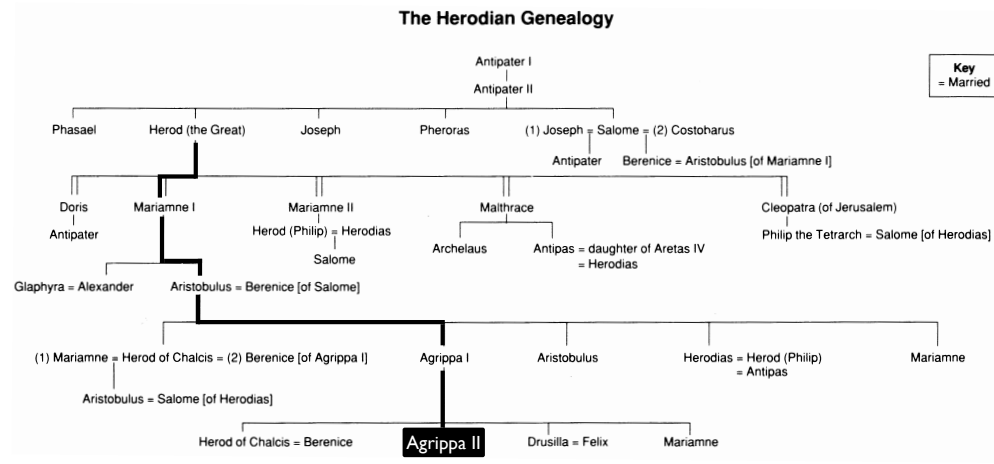 The Herodian Genealogy
Antipater I
Key
= Married
Antipater II
Phasael
Herod (the Great)
Joseph
Pheroras
(1) Joseph = Salome = (2) Costoharus
Antipater
Berenice = Aristobulus [of Mariamne I]
Doris
Mariamne I
Mariamne II
Malthrace
Cleopatra (of Jerusalem)
Antipater
Herod (Philip) = Herodias
Archelaus
Antipas = daughter of Aretas IV
= Herodias
Philip the Tetrarch = Salome [of Herodias]
Salome
Glaphyra = Alexander
Aristobulus = Berenice [of Salome]
(1) Mariamne = Herod of Chalcis = (2) Berenice [of Agrippa I]
Agrippa I
Aristobulus
Herodias = Herod (Philip)
= Antipas
Mariamne
Aristobulus = Salome [of Herodias]
Herod of Chalcis = Berenice
Agrippa II
Drusilla = Felix
Mariamne